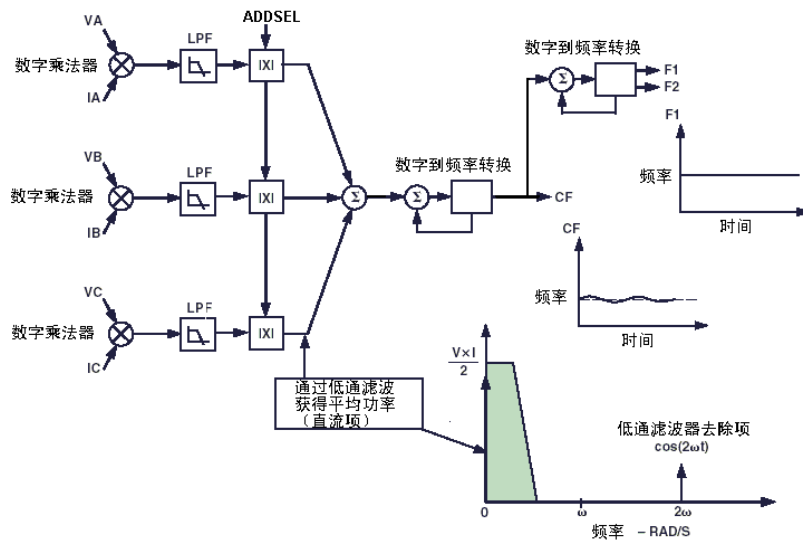 VA
数字乘法器
IA
LPF
ADDSEL
|X|
数字到频率转换
Σ
F1
F2
VB
数字乘法器
IB
LPF
|X|
Σ
数字到频率转换
Σ
CF
F1
频率
时间
CF
频率
时间
VC
数字乘法器
IC
LPF
|X|
通过低通滤波
获得平均功率
（直流项）
V×I
2
低通滤波器去除项
cos(2ωt)
0
ω
2ω
频率 – RAD/S